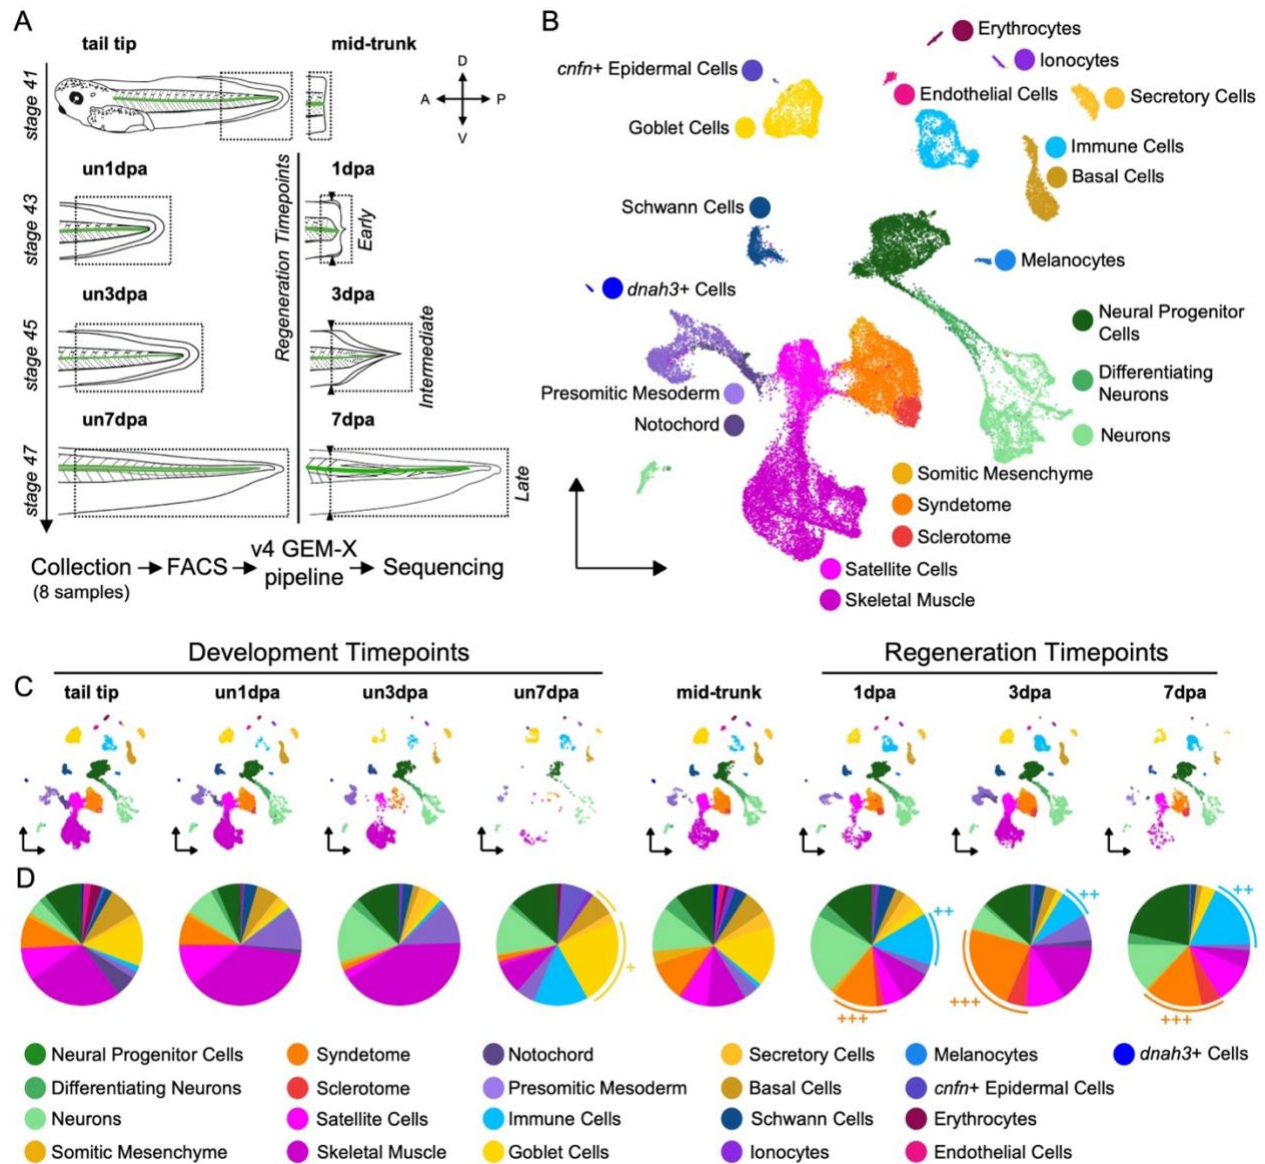 A
tail tip
mid-trunk
stage 41
D
A
P
V
un1dpa
1dpa
stage 43
Early
Regeneration Timepoints
un3dpa
3dpa
stage 45
Intermediate
un7dpa
7dpa
stage 47
Late
Collection
(8 samples)
FACS
v4 GEM-X
pipeline
Sequencing
B
Erythrocytes
Ionocytes
cnfn+ Epidermal Cells
Endothelial Cells
Secretory Cells
Goblet Cells
Immune Cells
Basal Cells
Schwann Cells
Melanocytes
dnah3+ Cells
Neural Progenitor
Cells
Differentiating
Neurons
Presomitic Mesoderm
Notochord
Neurons
Somitic Mesenchyme
Syndetome
Sclerotome
Satellite Cells
Skeletal Muscle
Development Timepoints
Regeneration Timepoints
C
tail tip
un1dpa
un3dpa
un7dpa
mid-trunk
1dpa
3dpa
7dpa
D
+
++
+++
++
+++
++
+++
Neural Progenitor Cells
Syndetome
Notochord
Secretory Cells
Melanocytes
dnah3+ Cells
Differentiating Neurons
Sclerotome
Presomitic Mesoderm
Basal Cells
cnfn+ Epidermal Cells
Neurons
Satellite Cells
Immune Cells
Schwann Cells
Erythrocytes
Somitic Mesenchyme
Skeletal Muscle
Goblet Cells
Ionocytes
Endothelial Cells